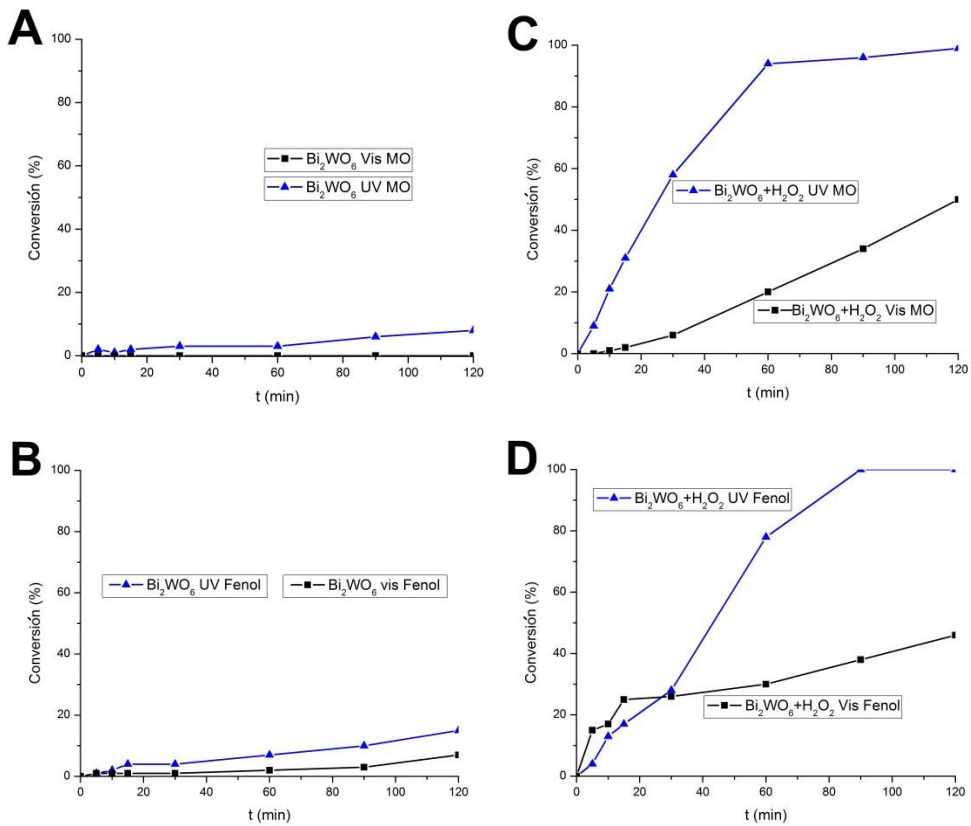 A
100
80
60
40
20
0
Conversión (%)
Bi₂WO₆ Vis MO
Bi₂WO₆ UV MO
0 20 40 60 80 100 120
t (min)
C
100
80
60
40
20
0
Conversión (%)
Bi₂WO₆+H₂O₂ UV MO
Bi₂WO₆+H₂O₂ Vis MO
0 20 40 60 80 100 120
t (min)
B
100
80
60
40
20
0
Conversión (%)
Bi₂WO₆ UV Fenol Bi₂WO₆ vis Fenol
0 20 40 60 80 100 120
t (min)
D
100
80
60
40
20
0
Conversión (%)
Bi₂WO₆+H₂O₂ UV Fenol
Bi₂WO₆+H₂O₂ Vis Fenol
0 20 40 60 80 100 120
t (min)